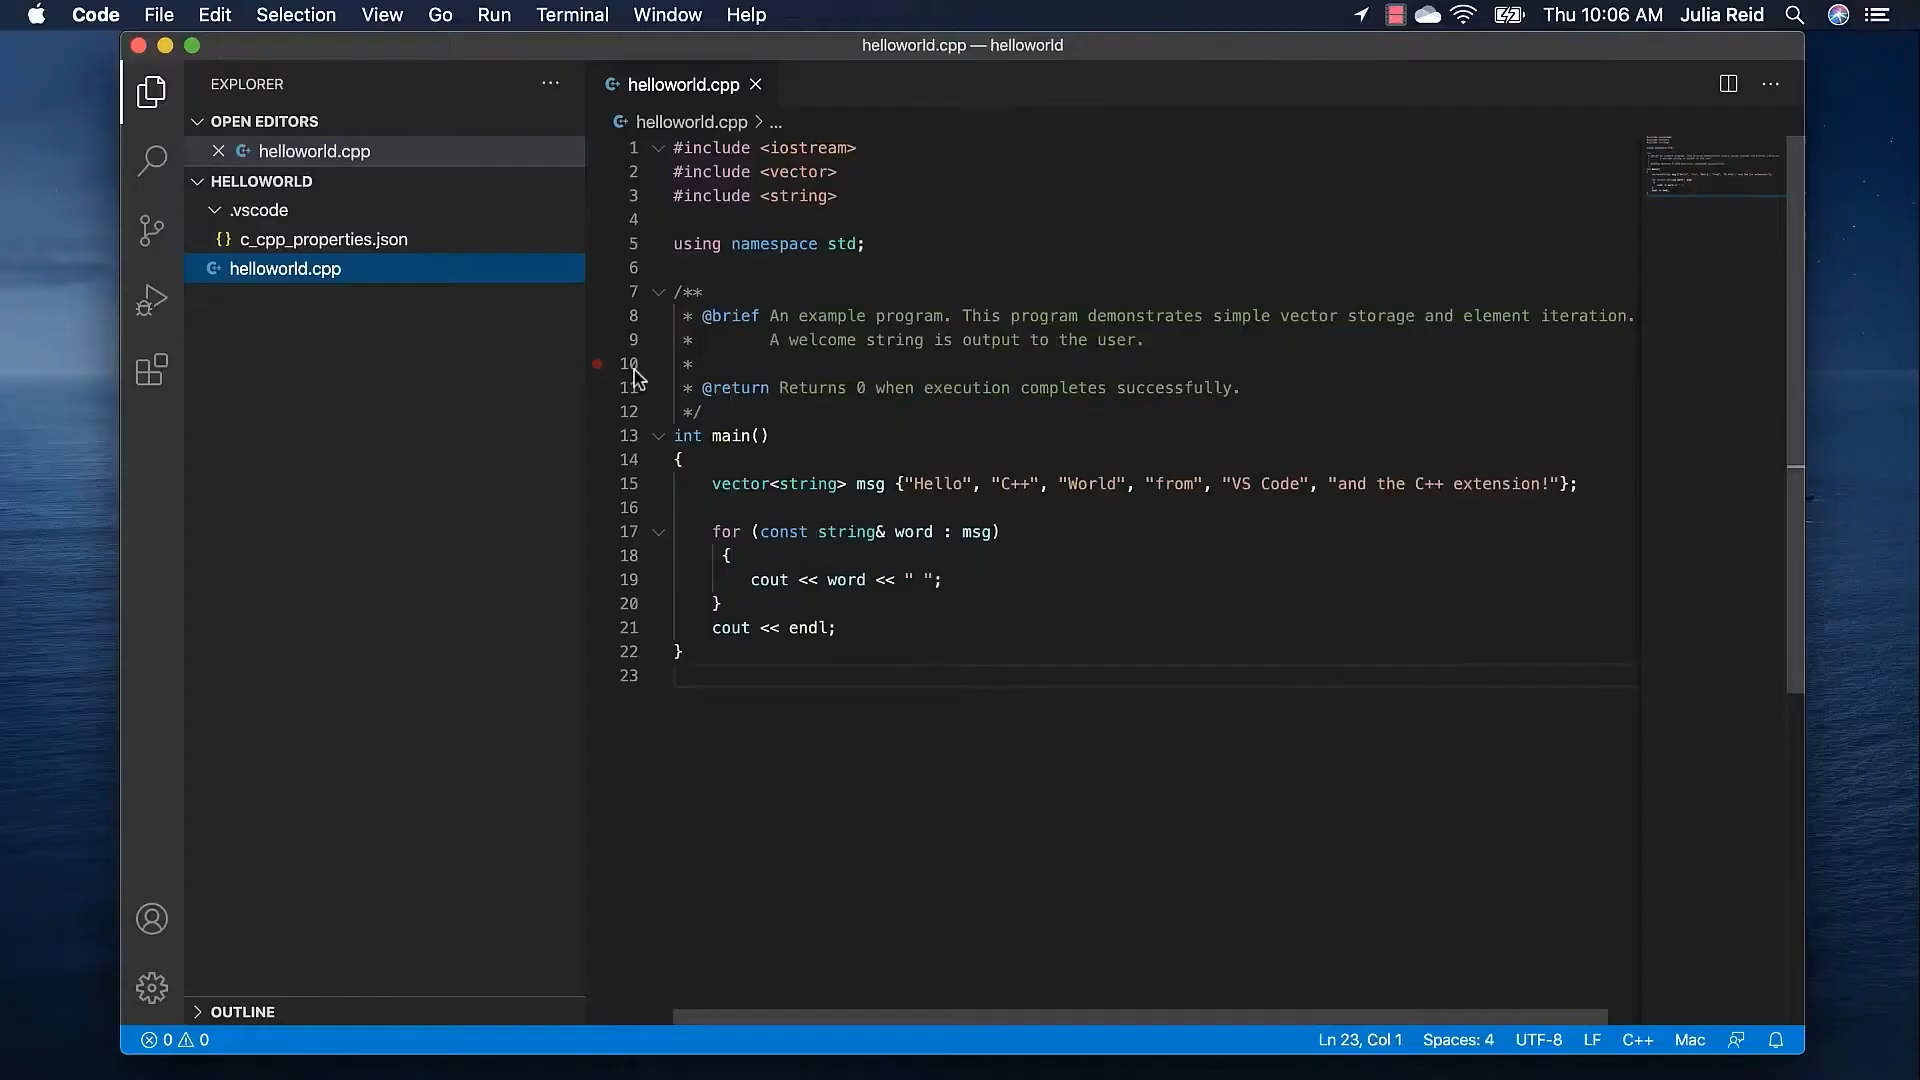 Code File Edit Selection View Go Run Terminal Window Help Thu 10:06 AM Julia Reid
helloworld.cpp — helloworld
EXPLORER
OPEN EDITORS
helloworld.cpp
HELLOWORLD
.vscode
{} c_cpp_properties.json
helloworld.cpp
OUTLINE
helloworld.cpp
helloworld.cpp > ...
1 #include <iostream>
2 #include <vector>
3 #include <string>
4
5 using namespace std;
6
7 /**
8 * @brief An example program. This program demonstrates simple vector storage and element iteration.
9 * A welcome string is output to the user.
10 *
11 * @return Returns 0 when execution completes successfully.
12 */
13 int main()
14 {
15 vector<string> msg {"Hello", "C++", "World", "from", "VS Code", "and the C++ extension!"};
16
17 for (const string& word : msg)
18 {
19 cout << word << " ";
20 }
21 cout << endl;
22 }
23
0 0 Ln 23, Col 1 Spaces: 4 UTF-8 LF C++ Mac